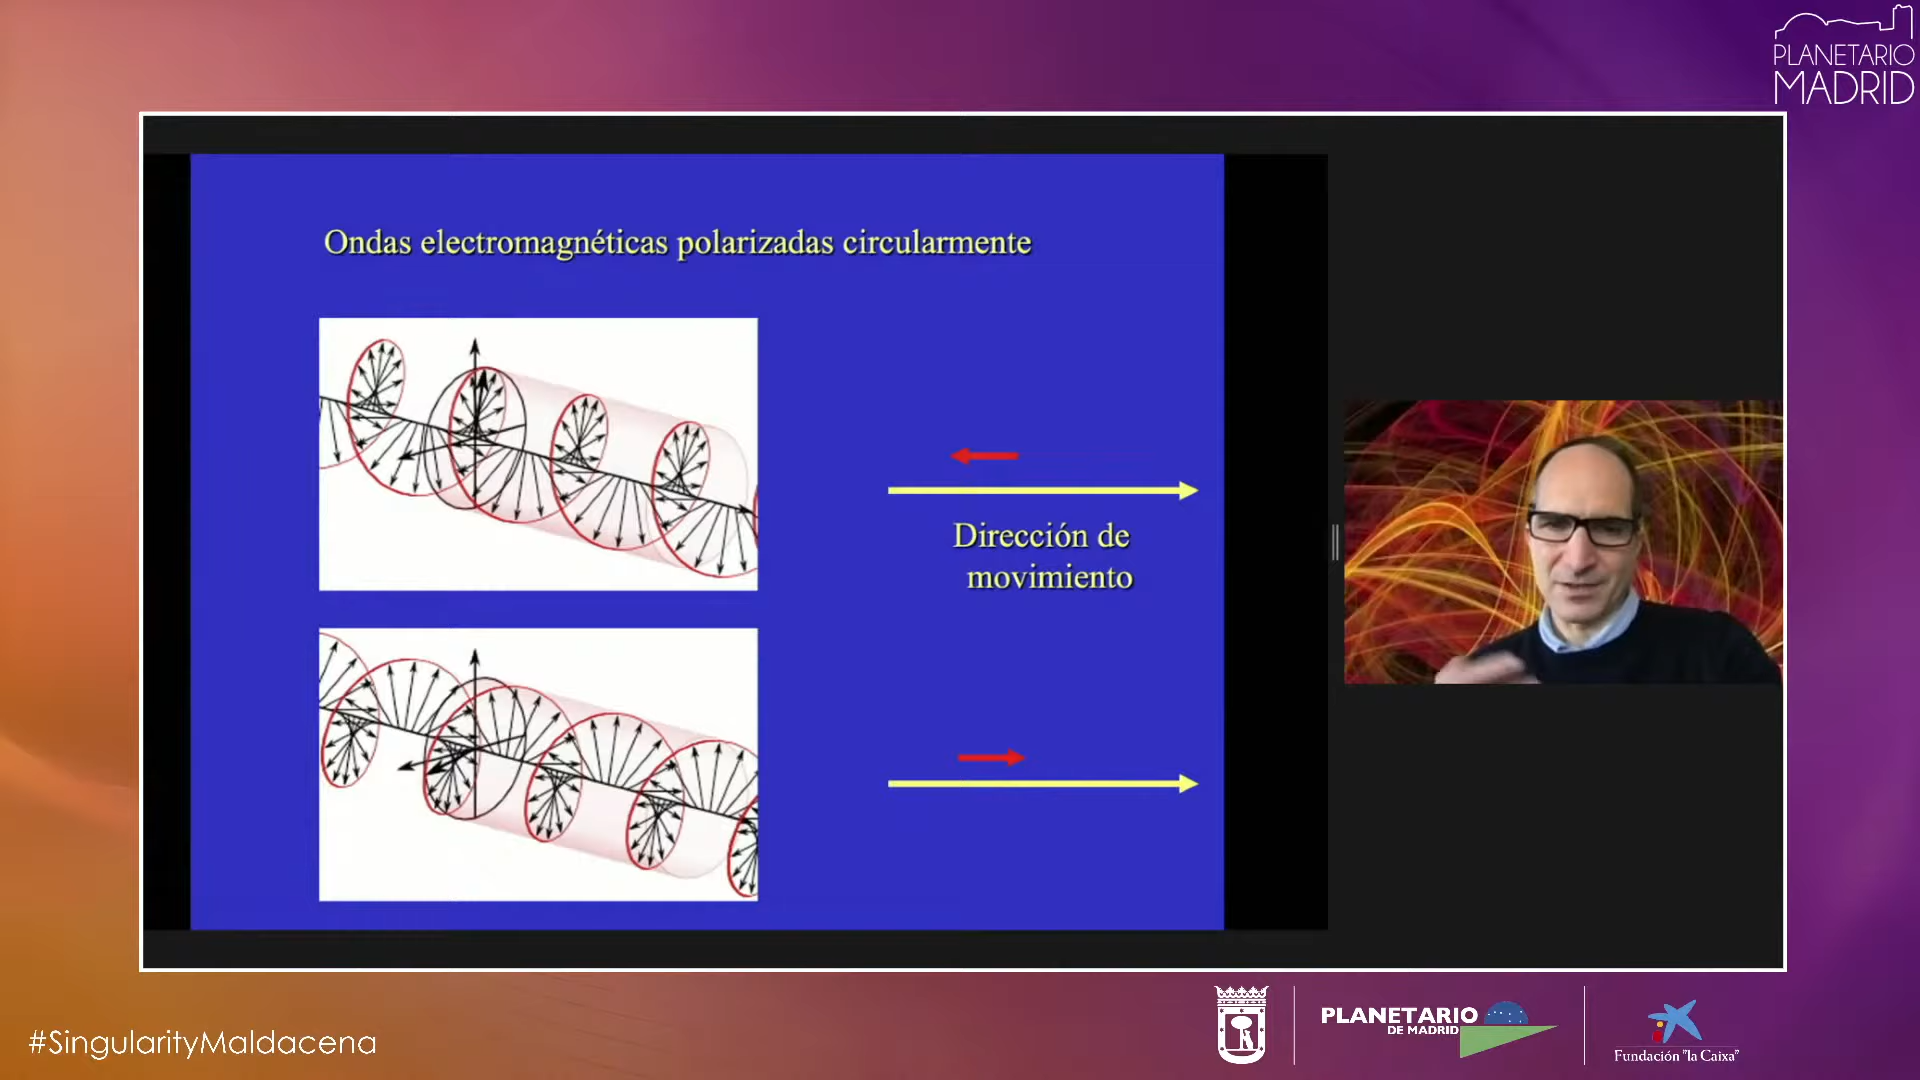 PLANETARIO
MADRID
Ondas electromagnéticas polarizadas circularmente
Dirección de
movimiento
#SingularityMaldacena
PLANETARIO
DE MADRID
Fundación "la Caixa"